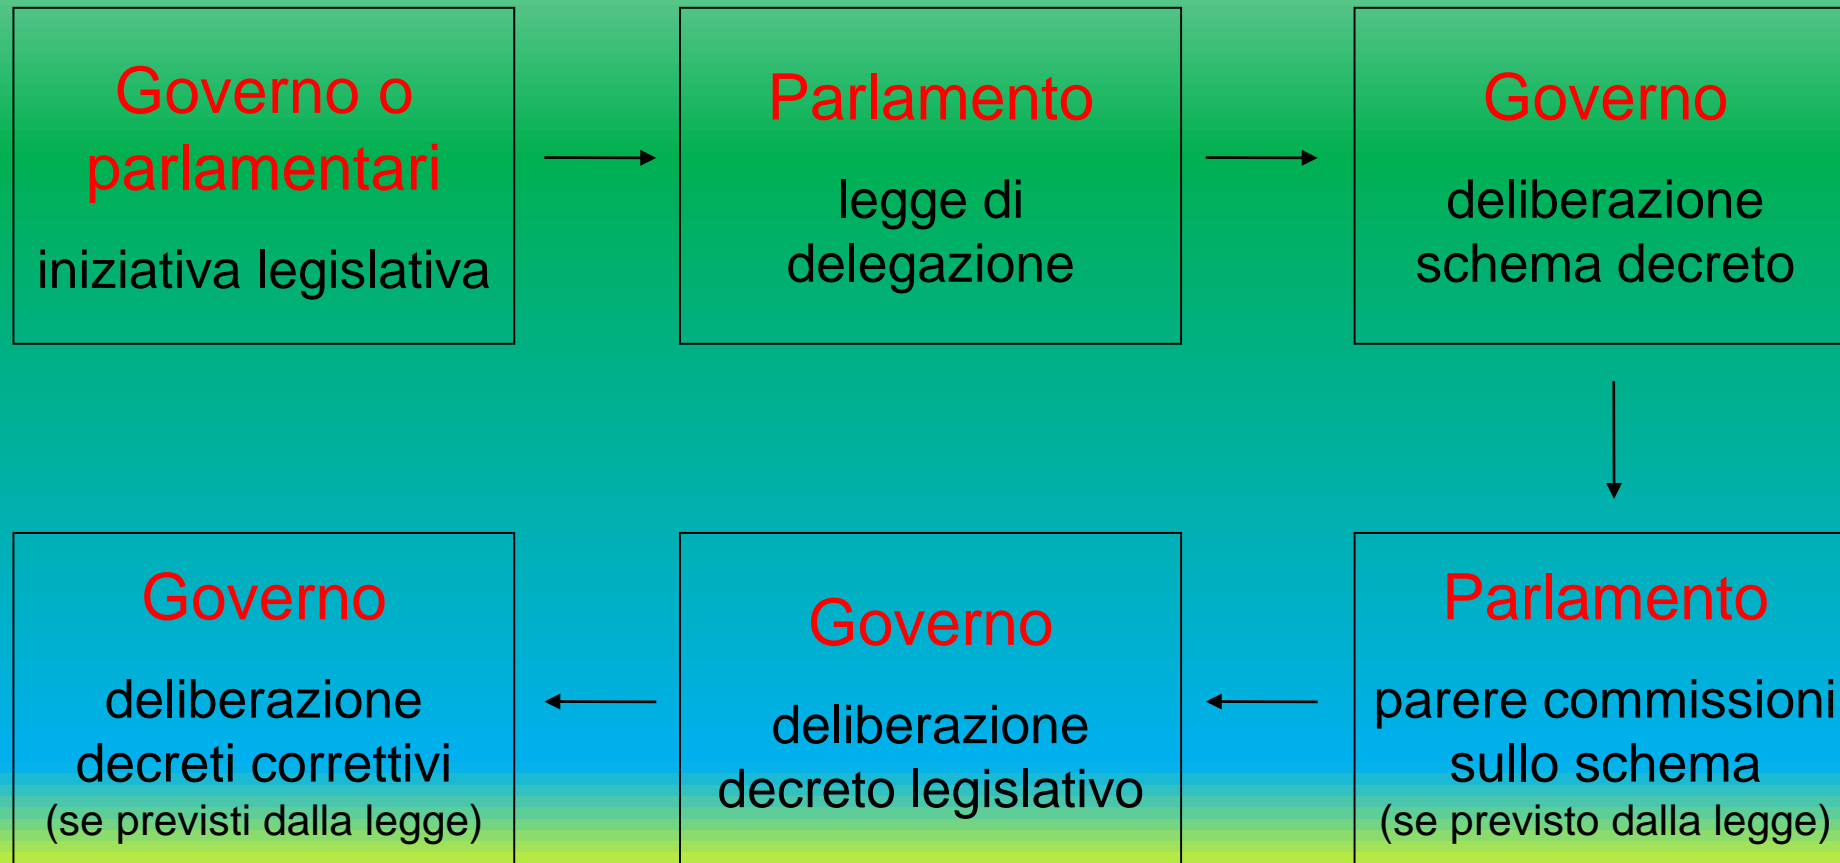 Governo o
parlamentari
iniziativa legislativa
Parlamento
legge di
delegazione
Governo
deliberazione
schema decreto
Parlamento
parere commissioni
sullo schema
(se previsto dalla legge)
Governo
deliberazione
decreto legislativo
Governo
deliberazione
decreti correttivi
(se previsti dalla legge)